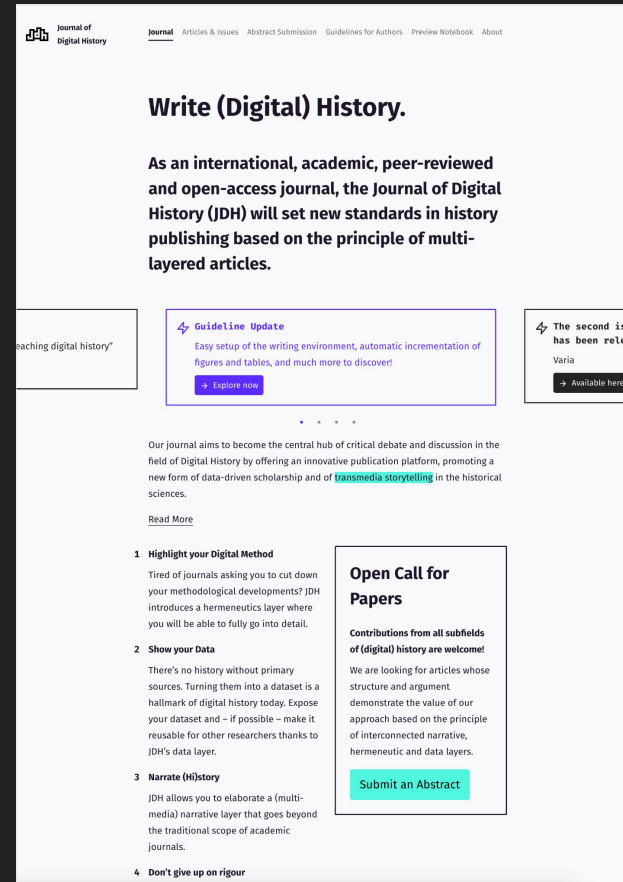 Journal of
Digital History
Journal Articles & Issues Abstract Submission Guidelines for Authors Preview Notebook About
Write (Digital) History.
As an international, academic, peer-reviewed
and open-access journal, the Journal of Digital
History (JDH) will set new standards in history
publishing based on the principle of multi-
layered articles.
eaching digital history”
Guideline Update
Easy setup of the writing environment, automatic incrementation of
figures and tables, and much more to discover!
→ Explore now
The second is
has been rele
Varia
→ Available here
Our journal aims to become the central hub of critical debate and discussion in the
field of Digital History by offering an innovative publication platform, promoting a
new form of data-driven scholarship and of transmedia storytelling in the historical
sciences.
Read More
1 Highlight your Digital Method
Tired of journals asking you to cut down
your methodological developments? JDH
introduces a hermeneutics layer where
you will be able to fully go into detail.
2 Show your Data
There’s no history without primary
sources. Turning them into a dataset is a
hallmark of digital history today. Expose
your dataset and – if possible – make it
reusable for other researchers thanks to
JDH’s data layer.
3 Narrate (Hi)story
JDH allows you to elaborate a (multi-
media) narrative layer that goes beyond
the traditional scope of academic
journals.
4 Don’t give up on rigour
Open Call for
Papers
Contributions from all subfields
of (digital) history are welcome!
We are looking for articles whose
structure and argument
demonstrate the value of our
approach based on the principle
of interconnected narrative,
hermeneutic and data layers.
Submit an Abstract